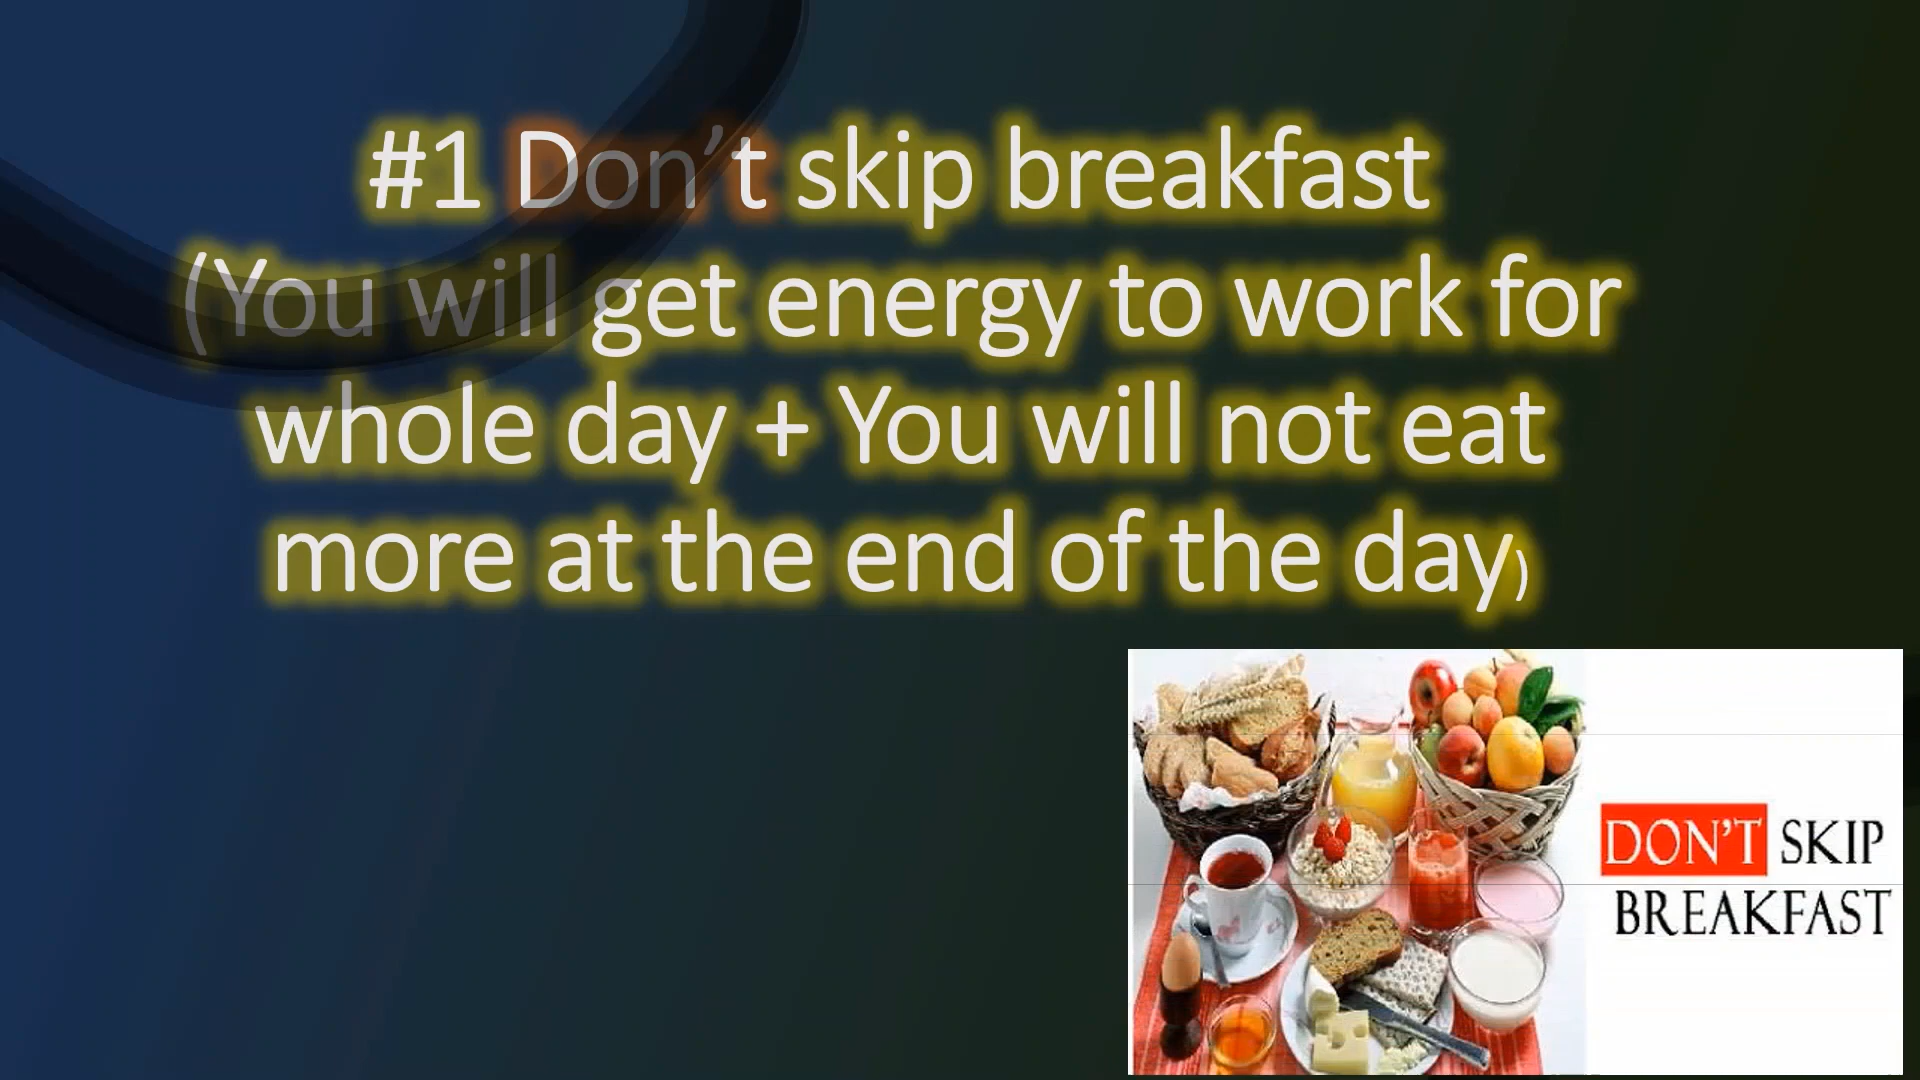 #1 Don’t skip breakfast
(You will get energy to work for
whole day + You will not eat
more at the end of the day)
DON’T SKIP
BREAKFAST